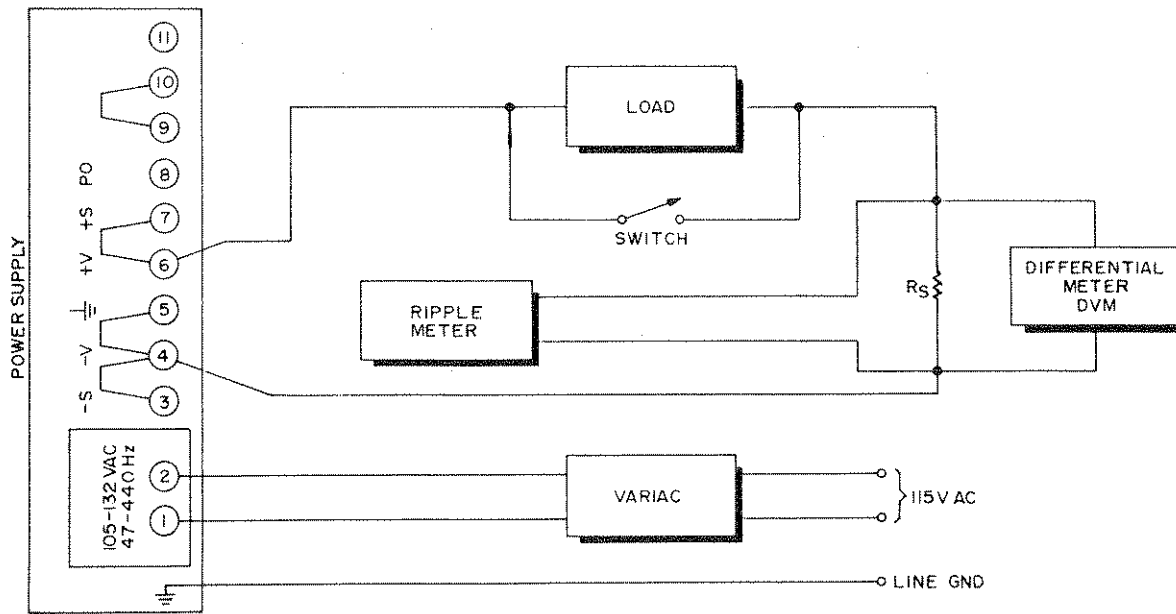 POWER SUPPLY
11
10
9
PO 8
+S 7
+V 6
5
-V 4
-S 3
105-132 VAC
47-440 Hz
2
1
LOAD
SWITCH
RIPPLE
METER
RS
DIFFERENTIAL
METER
DVM
VARIAC
115V AC
LINE GND